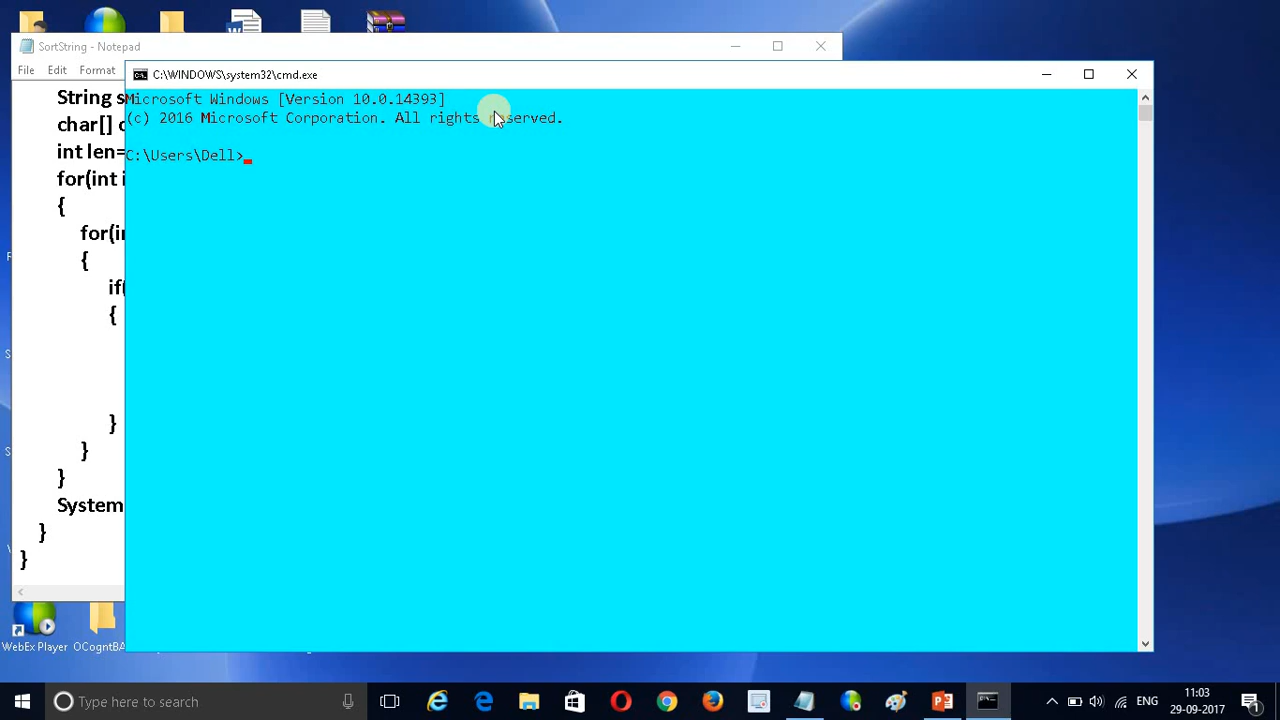 SortString - Notepad
File Edit Format
C:\WINDOWS\system32\cmd.exe
Microsoft Windows [Version 10.0.14393]
(c) 2016 Microsoft Corporation. All rights reserved.
C:\Users\Dell>
String s
char[]
int len=
for(int i
{
for(in
{
if(
{
}
}
}
System
}
}
WebEx Player
OCogntBA
Type here to search
ENG
11:03
29-09-2017
1